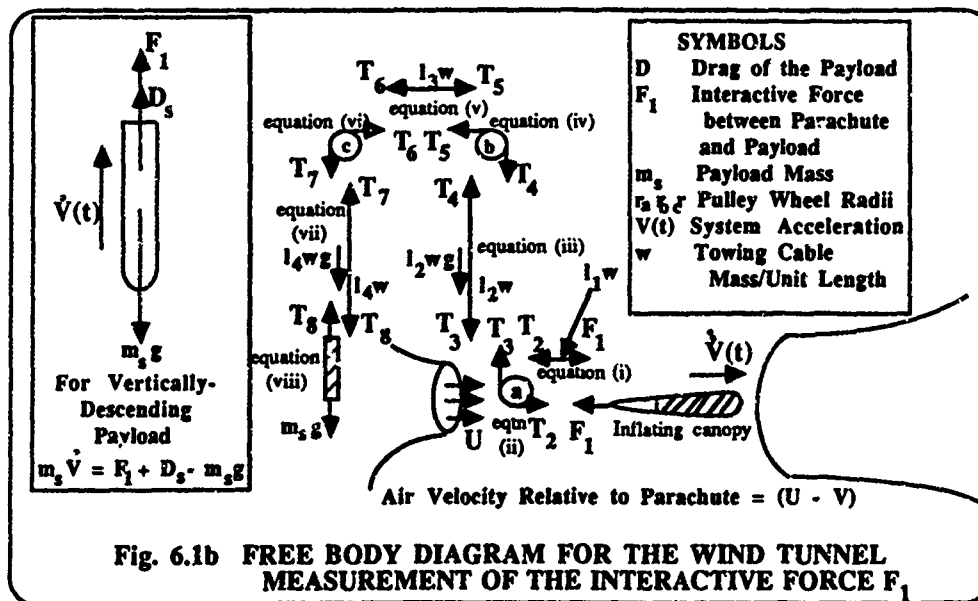 F₁
Dₛ
V̇(t)
mₛg
For Vertically-
Descending
Payload
mₛV̇ = F₁ + Dₛ - mₛg
T₆ l₃w T₅
equation (v)
equation (vi) equation (iv)
c T₆ T₅ b
T₇ T₄
T₇ T₄
equation
(vii)
equation (iii)
l₄wg l₂wg
l₄w l₂w l₁w
T₈ T₈ T₃ T₃ T₂ F₁
equation
(viii)
equation (i)
V̇(t)
a
mₛg
U
eqtn
(ii)
T₂ F₁ Inflating canopy
Air Velocity Relative to Parachute = (U - V)
SYMBOLS
D Drag of the Payload
F₁ Interactive Force
between Parachute
and Payload
mₛ Payload Mass
Pulley Wheel Radii
V(t) System Acceleration
w Towing Cable
Mass/Unit Length
Fig. 6.1b FREE BODY DIAGRAM FOR THE WIND TUNNEL
MEASUREMENT OF THE INTERACTIVE FORCE F₁